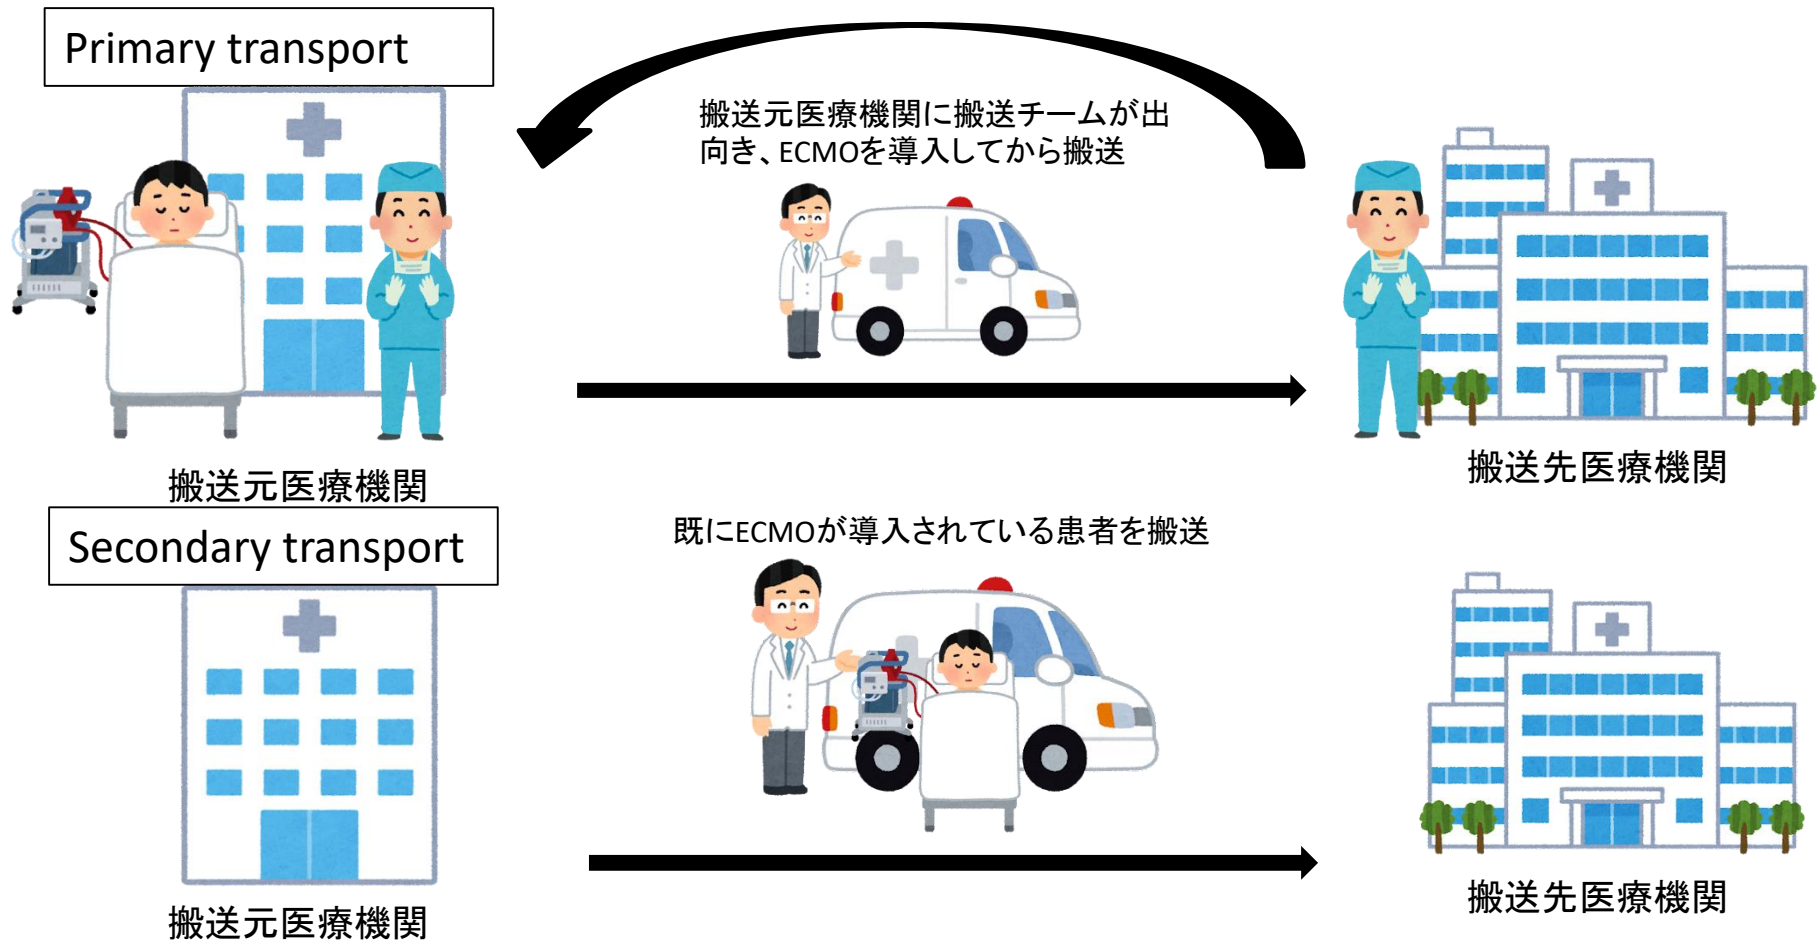 Primary transport
搬送元医療機関に搬送チームが出
向き、ECMOを導入してから搬送
搬送元医療機関
搬送先医療機関
Secondary transport
既にECMOが導入されている患者を搬送
搬送元医療機関
搬送先医療機関